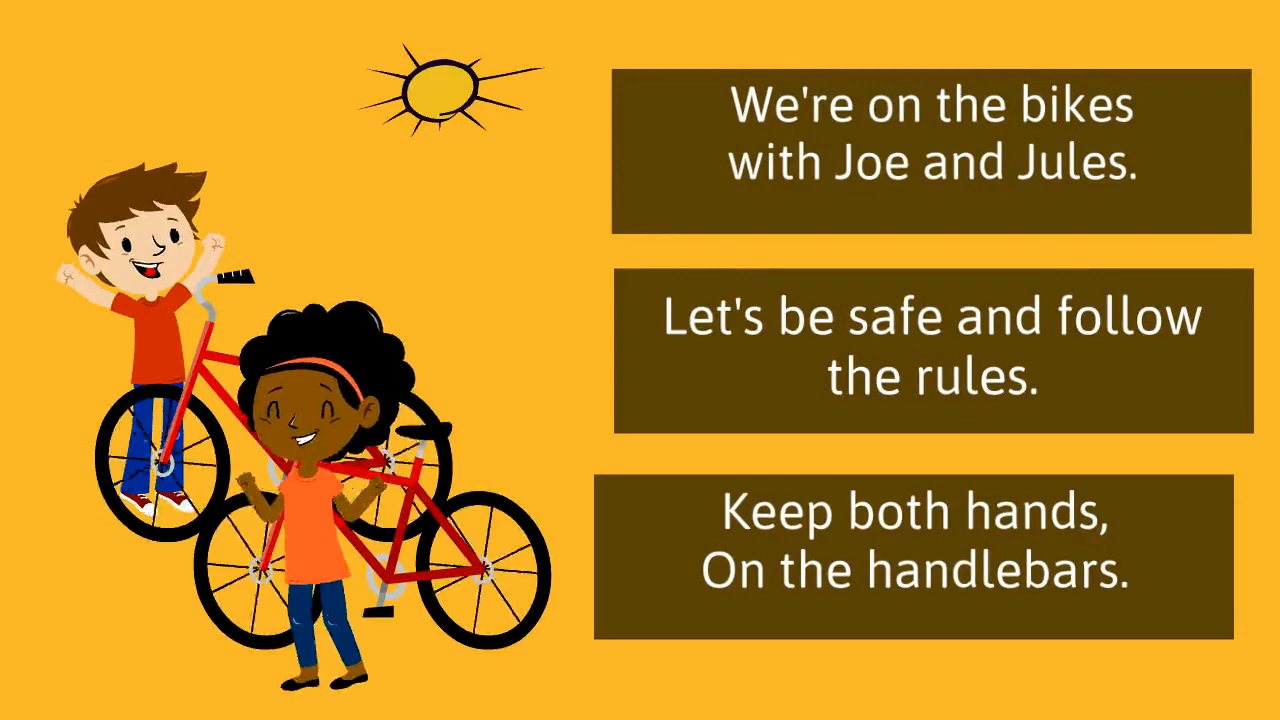 We're on the bikes
with Joe and Jules.
Let's be safe and follow
the rules.
Keep both hands,
On the handlebars.